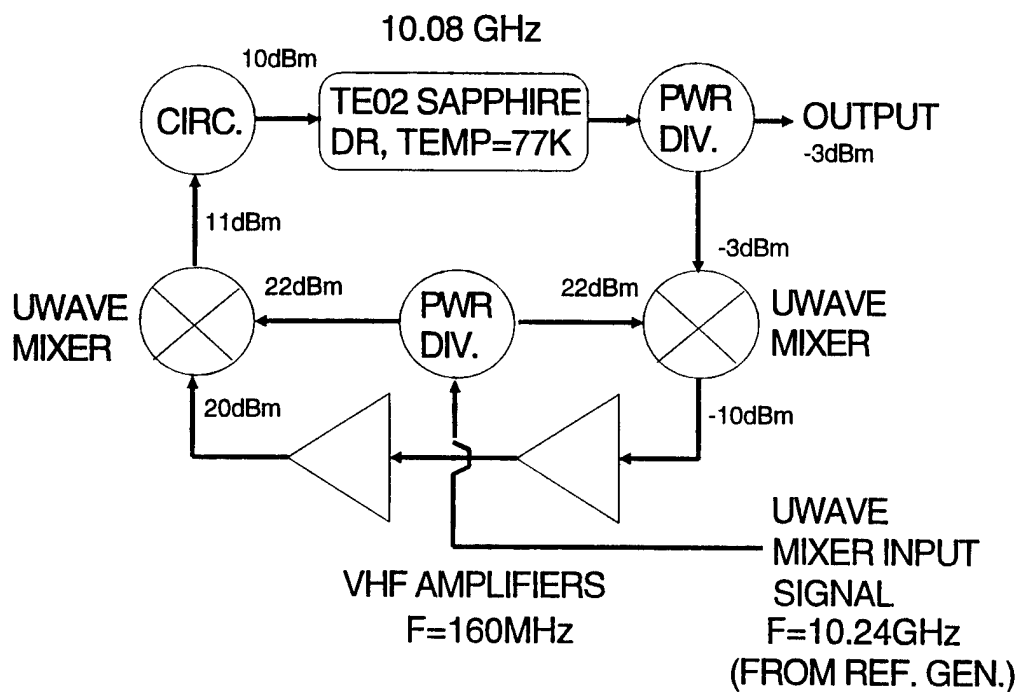 10.08 GHz
10dBm
CIRC.
TE02 SAPPHIRE
DR, TEMP=77K
PWR
DIV.
OUTPUT
-3dBm
11dBm
-3dBm
UWAVE
MIXER
22dBm
PWR
DIV.
22dBm
UWAVE
MIXER
20dBm
-10dBm
VHF AMPLIFIERS
F=160MHz
UWAVE
MIXER INPUT
SIGNAL
F=10.24GHz
(FROM REF. GEN.)